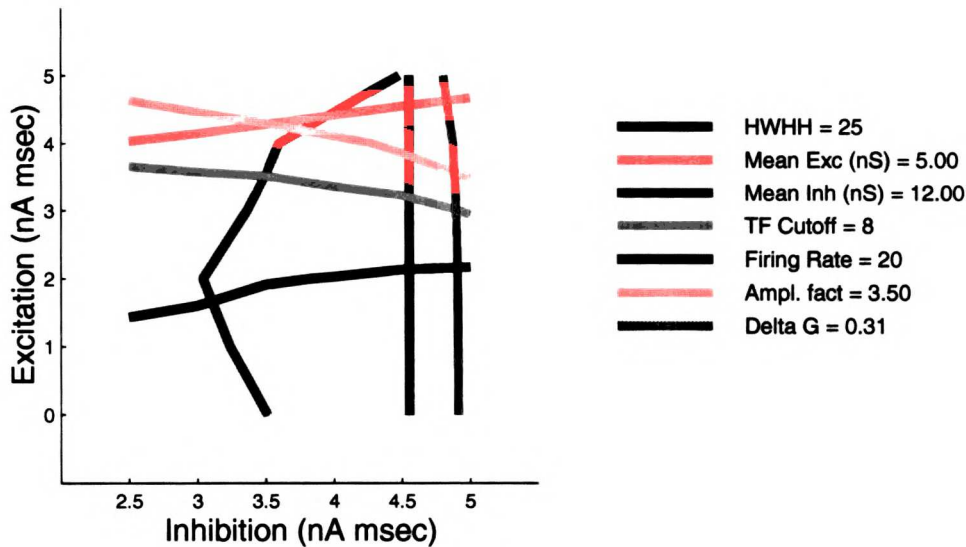 Excitation (nA msec)
5
4
3
2
1
0
2.5 3 3.5 4 4.5 5
Inhibition (nA msec)
HWHH = 25
Mean Exc (nS) = 5.00
Mean Inh (nS) = 12.00
TF Cutoff = 8
Firing Rate = 20
Ampl. fact = 3.50
Delta G = 0.31